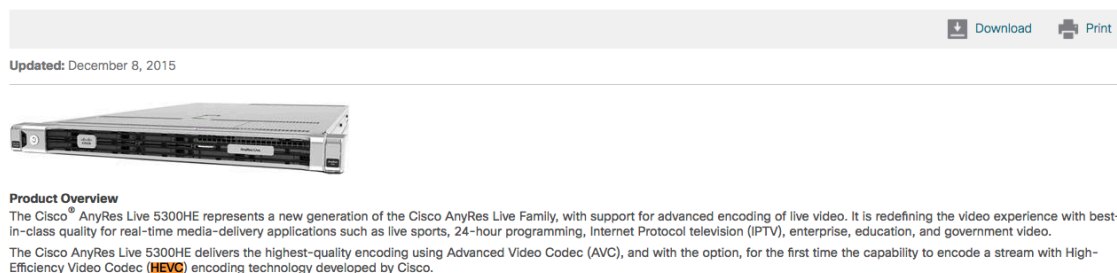 Download Print
Updated: December 8, 2015
AnyRes Live
Product Overview
The Cisco® AnyRes Live 5300HE represents a new generation of the Cisco AnyRes Live Family, with support for advanced encoding of live video. It is redefining the video experience with best-
in-class quality for real-time media-delivery applications such as live sports, 24-hour programming, Internet Protocol television (IPTV), enterprise, education, and government video.
The Cisco AnyRes Live 5300HE delivers the highest-quality encoding using Advanced Video Codec (AVC), and with the option, for the first time the capability to encode a stream with High-
Efficiency Video Codec (HEVC) encoding technology developed by Cisco.